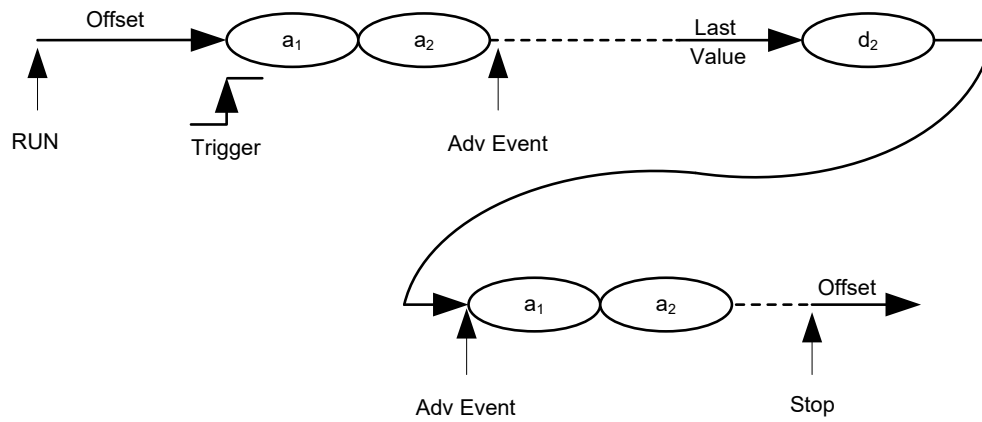 Offset
a₁
a₂
Last
Value
d₂
RUN
Trigger
Adv Event
a₁
a₂
Offset
Adv Event
Stop